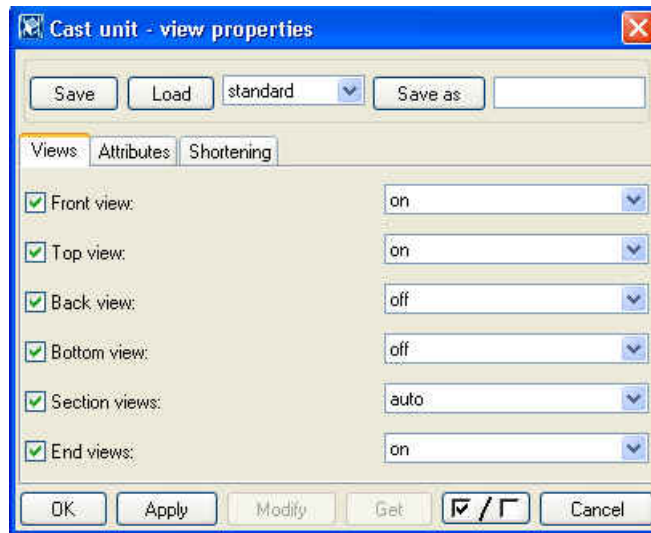 Cast unit - view properties
Save Load standard Save as
Views Attributes Shortening
Front view: on
Top view: on
Back view: off
Bottom view: off
Section views: auto
End views: on
OK Apply Modify Get / Cancel